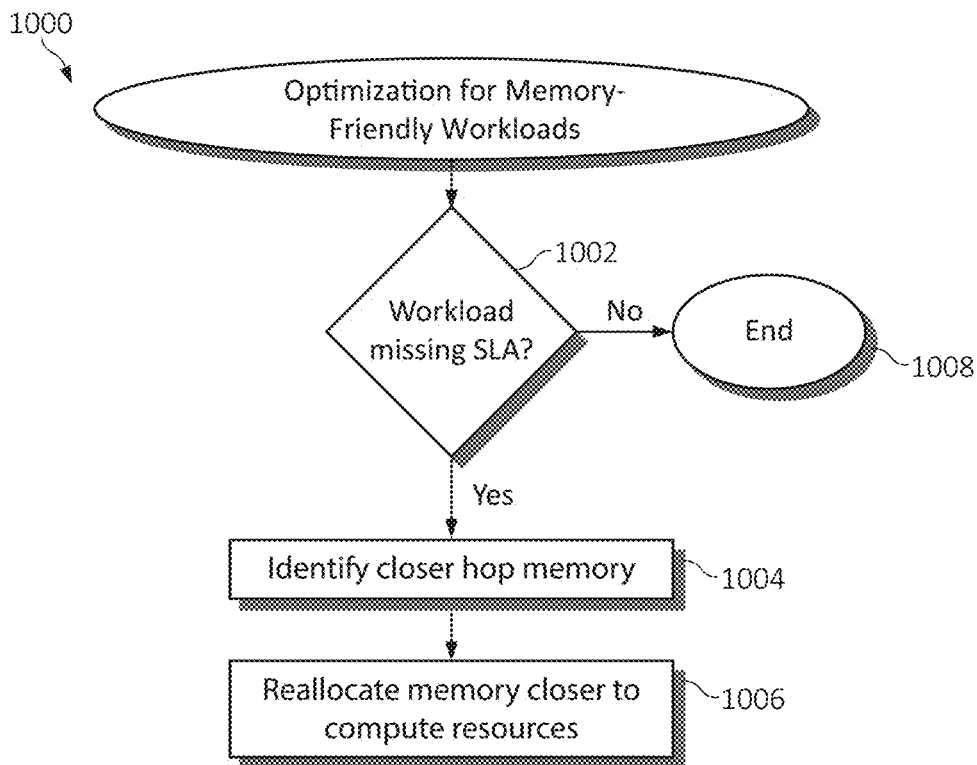 1000
Optimization for Memory-
Friendly Workloads
1002
Workload
missing SLA?
No
End
1008
Yes
Identify closer hop memory
1004
Reallocate memory closer to
compute resources
1006